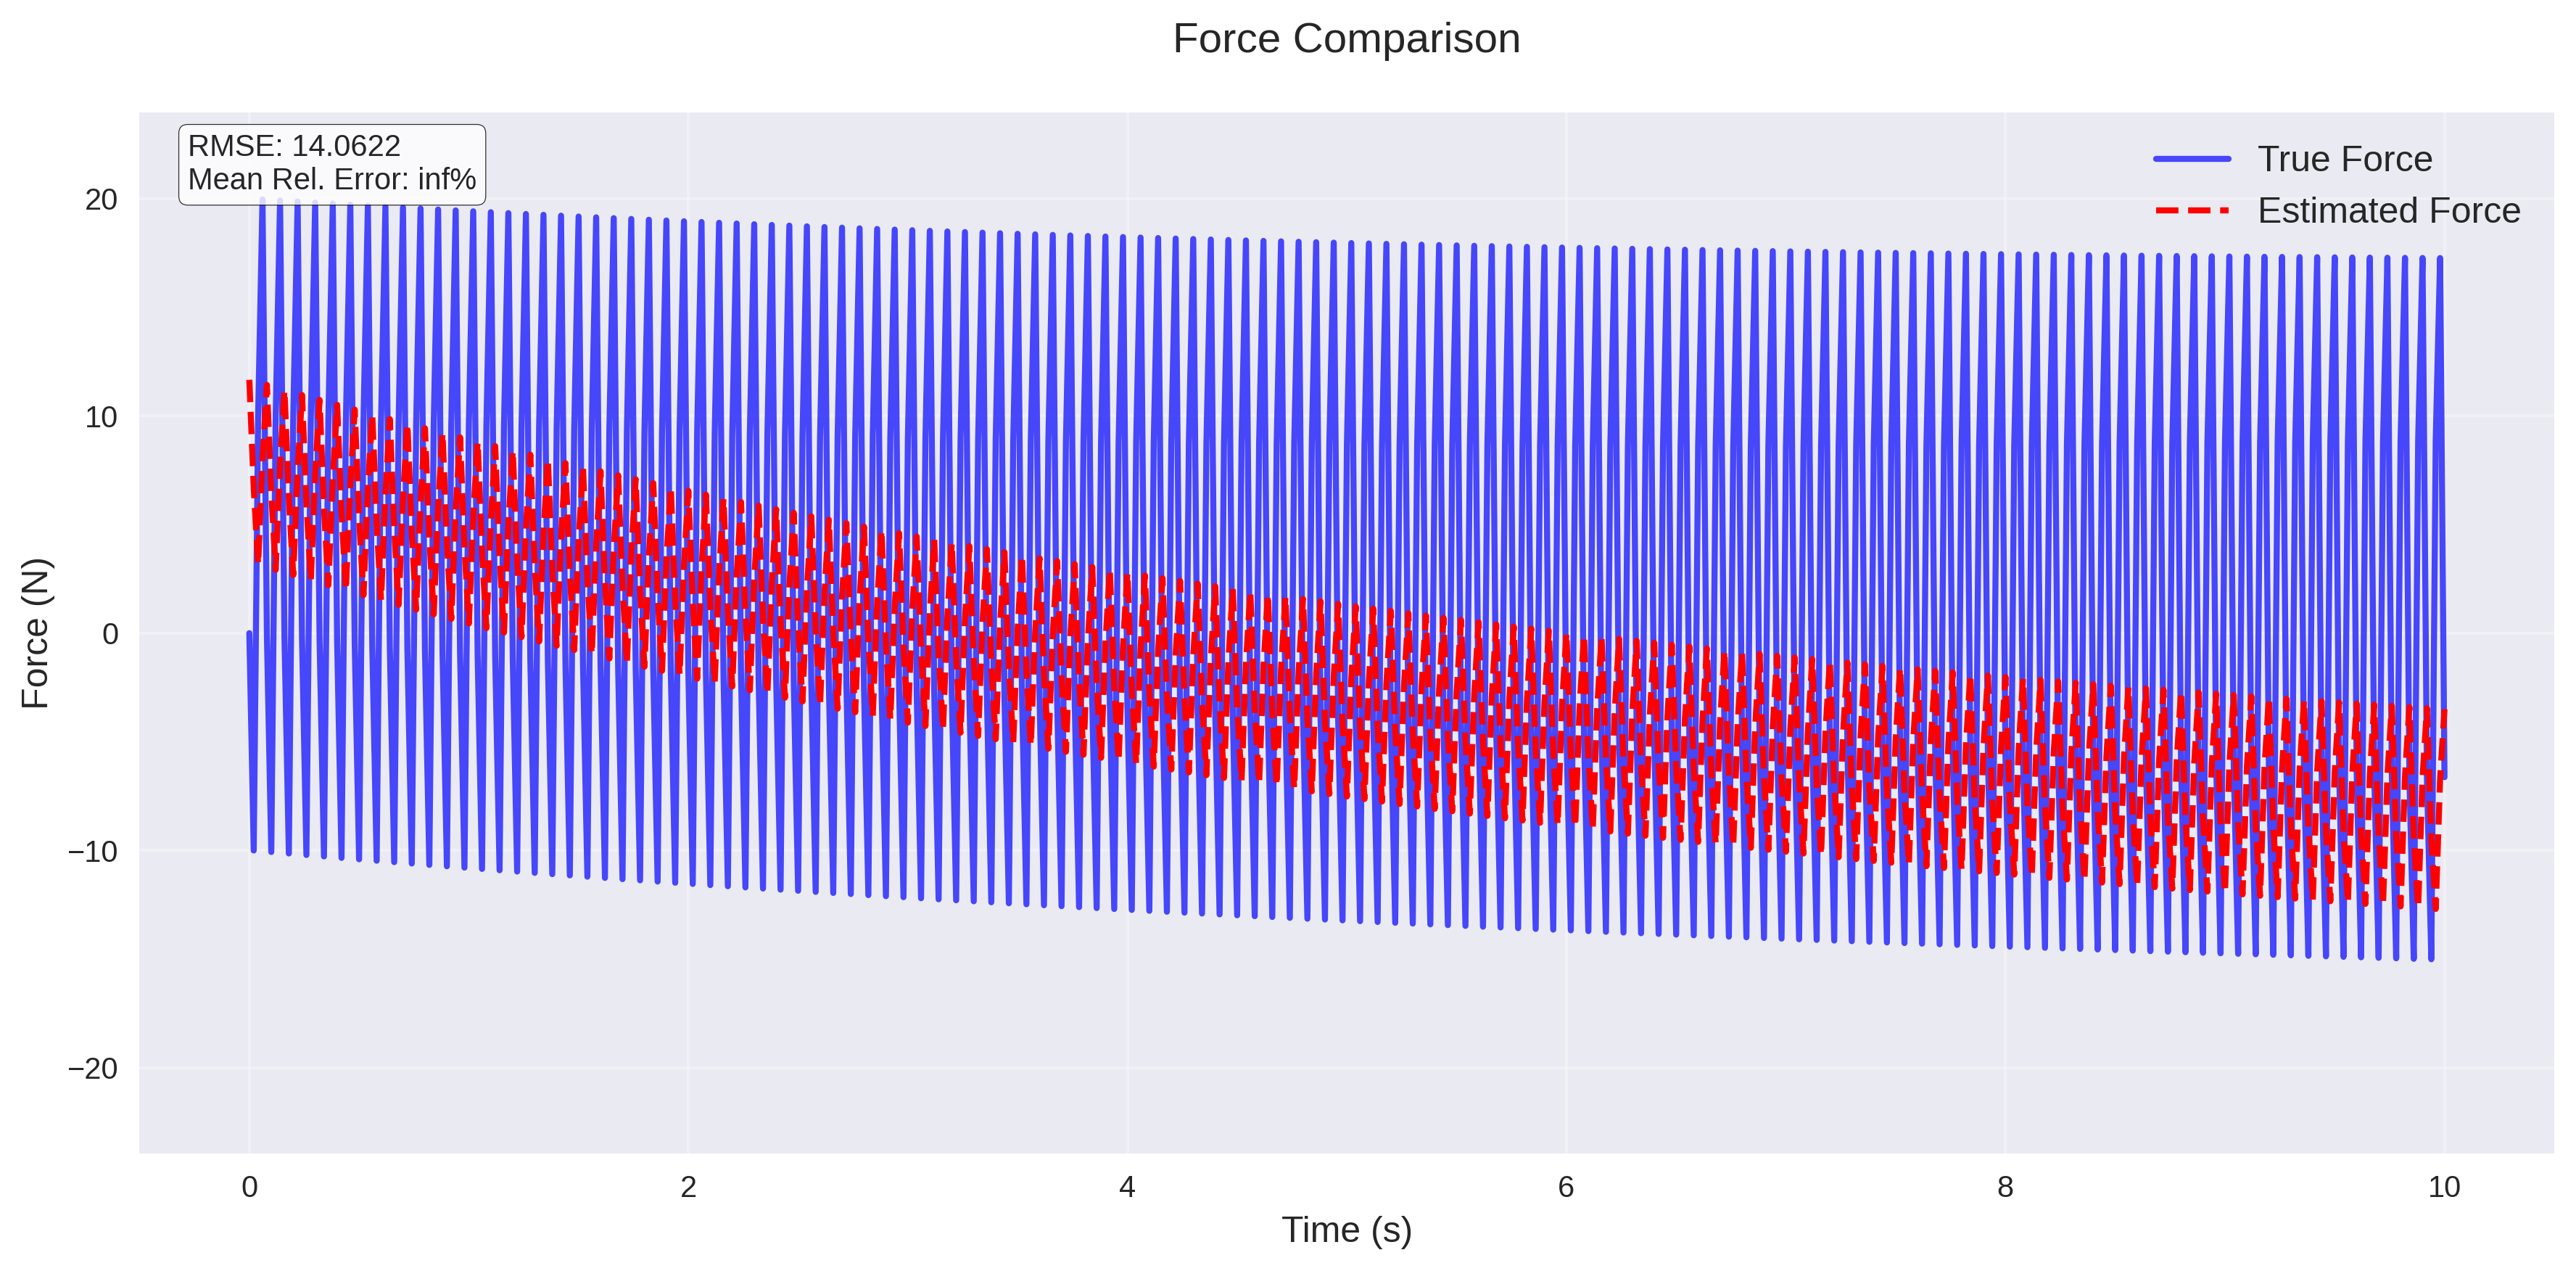 Force Comparison
RMSE: 14.0622
Mean Rel. Error: inf%
True Force
Estimated Force
Force (N)
20
10
0
−10
−20
0
2
4
6
8
10
Time (s)